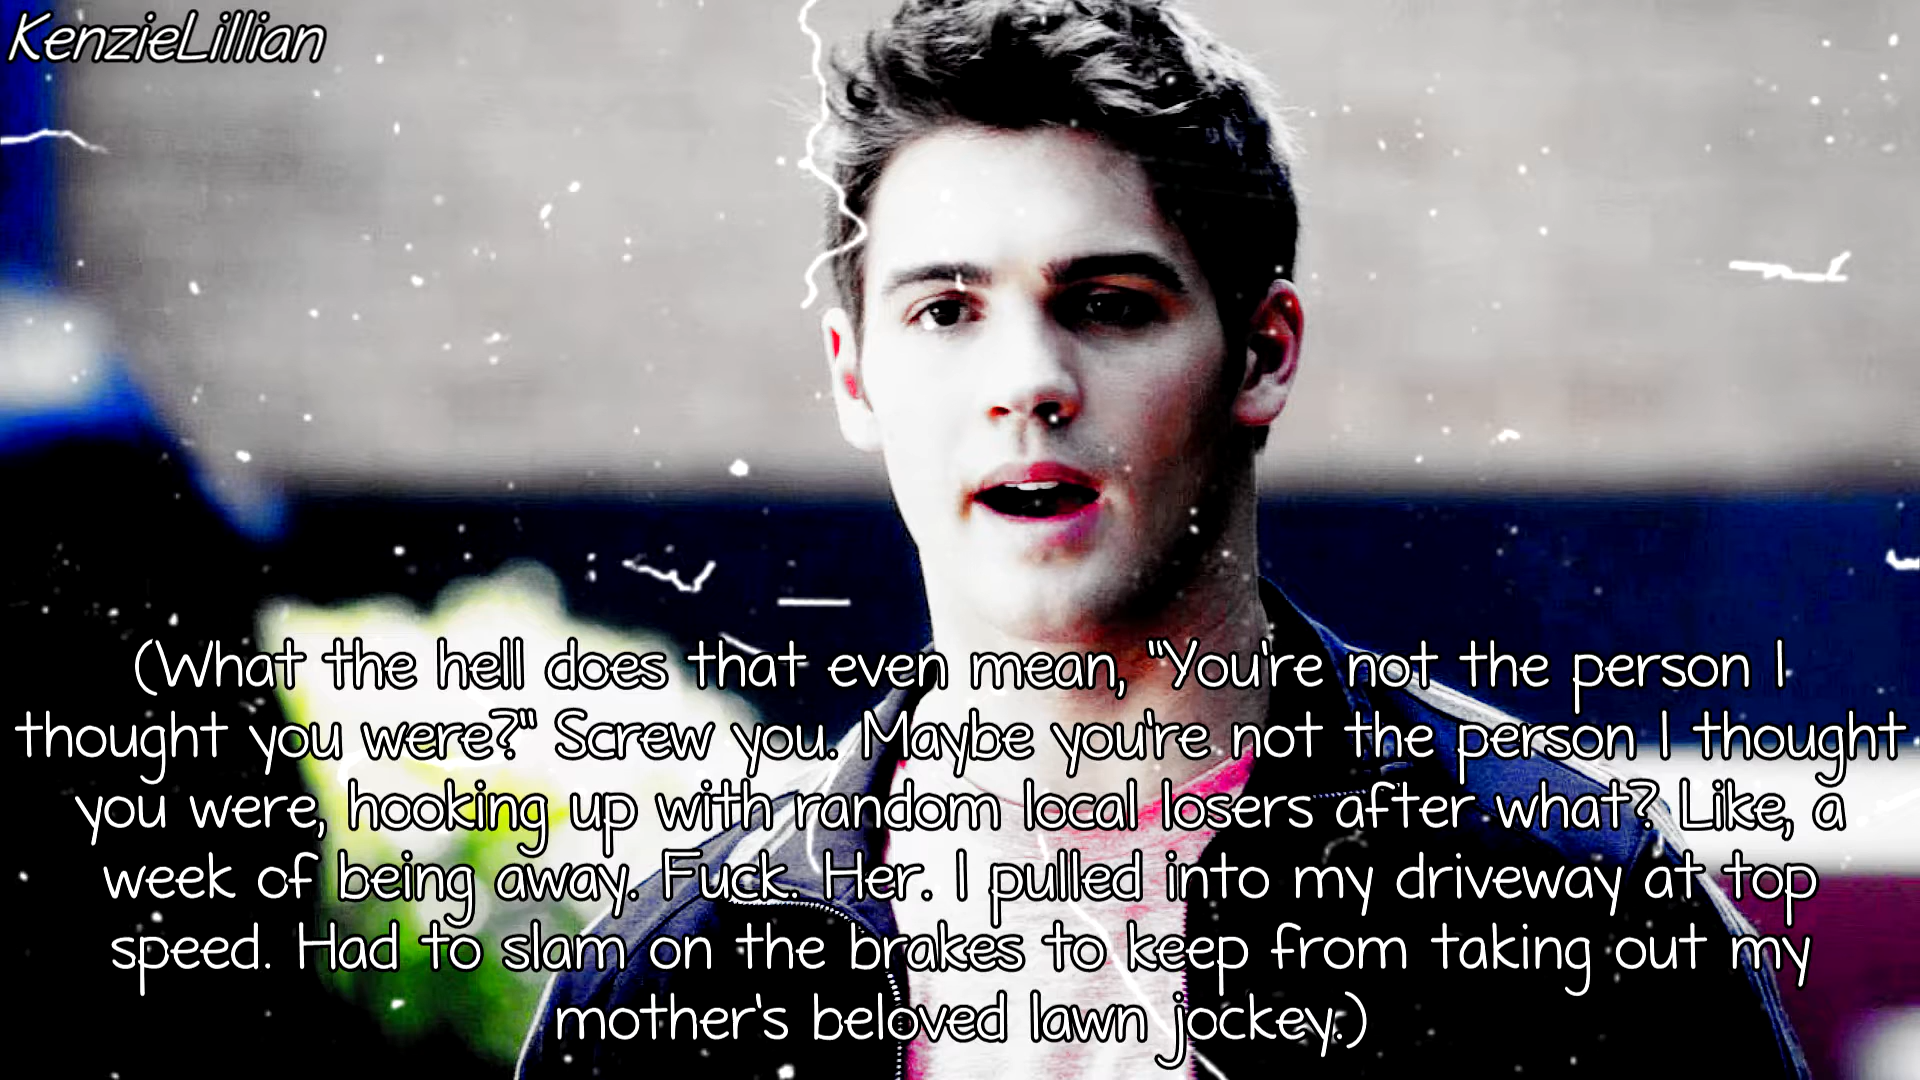 KenzieLillian
(What the hell does that even mean, "You're not the person I
thought you were?" Screw you. Maybe you're not the person I thought
you were, hooking up with random local losers after what? Like, a
week of being away. Fuck. Her. I pulled into my driveway at top
speed. Had to slam on the brakes to keep from taking out my
mother's beloved lawn jockey.)